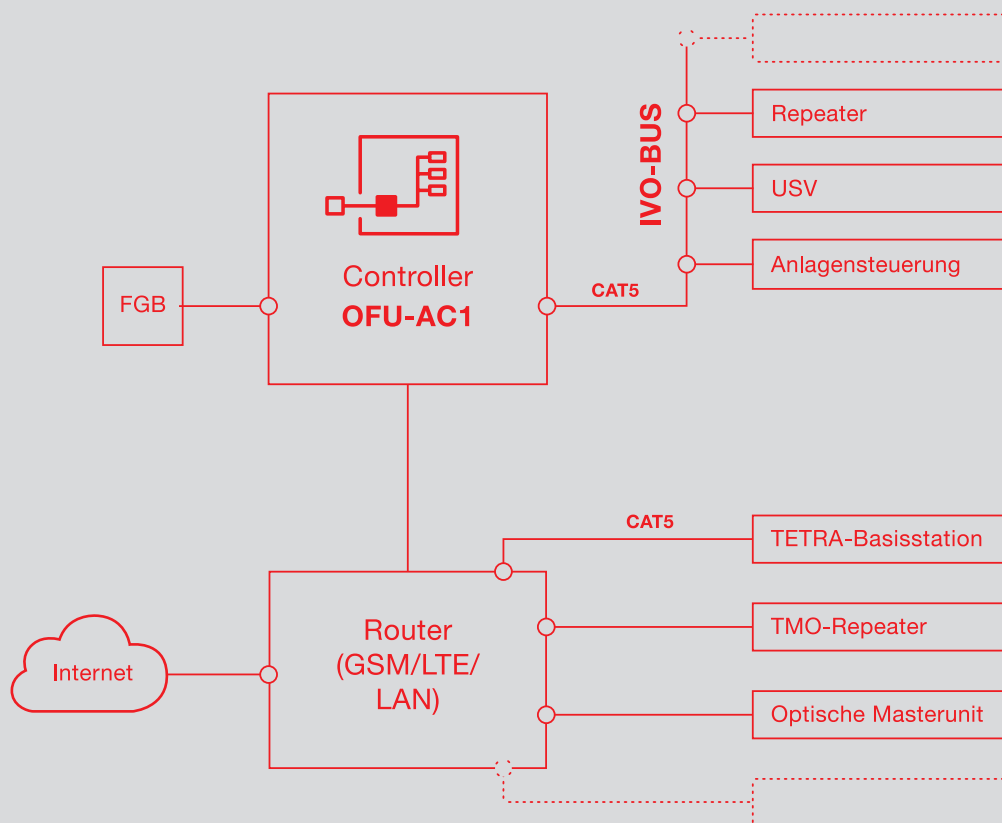 IVO-BUS
Repeater
USV
Anlagensteuerung
Controller
OFU-AC1
FGB
CAT5
CAT5
TETRA-Basisstation
Router
(GSM/LTE/
LAN)
TMO-Repeater
Internet
Optische Masterunit